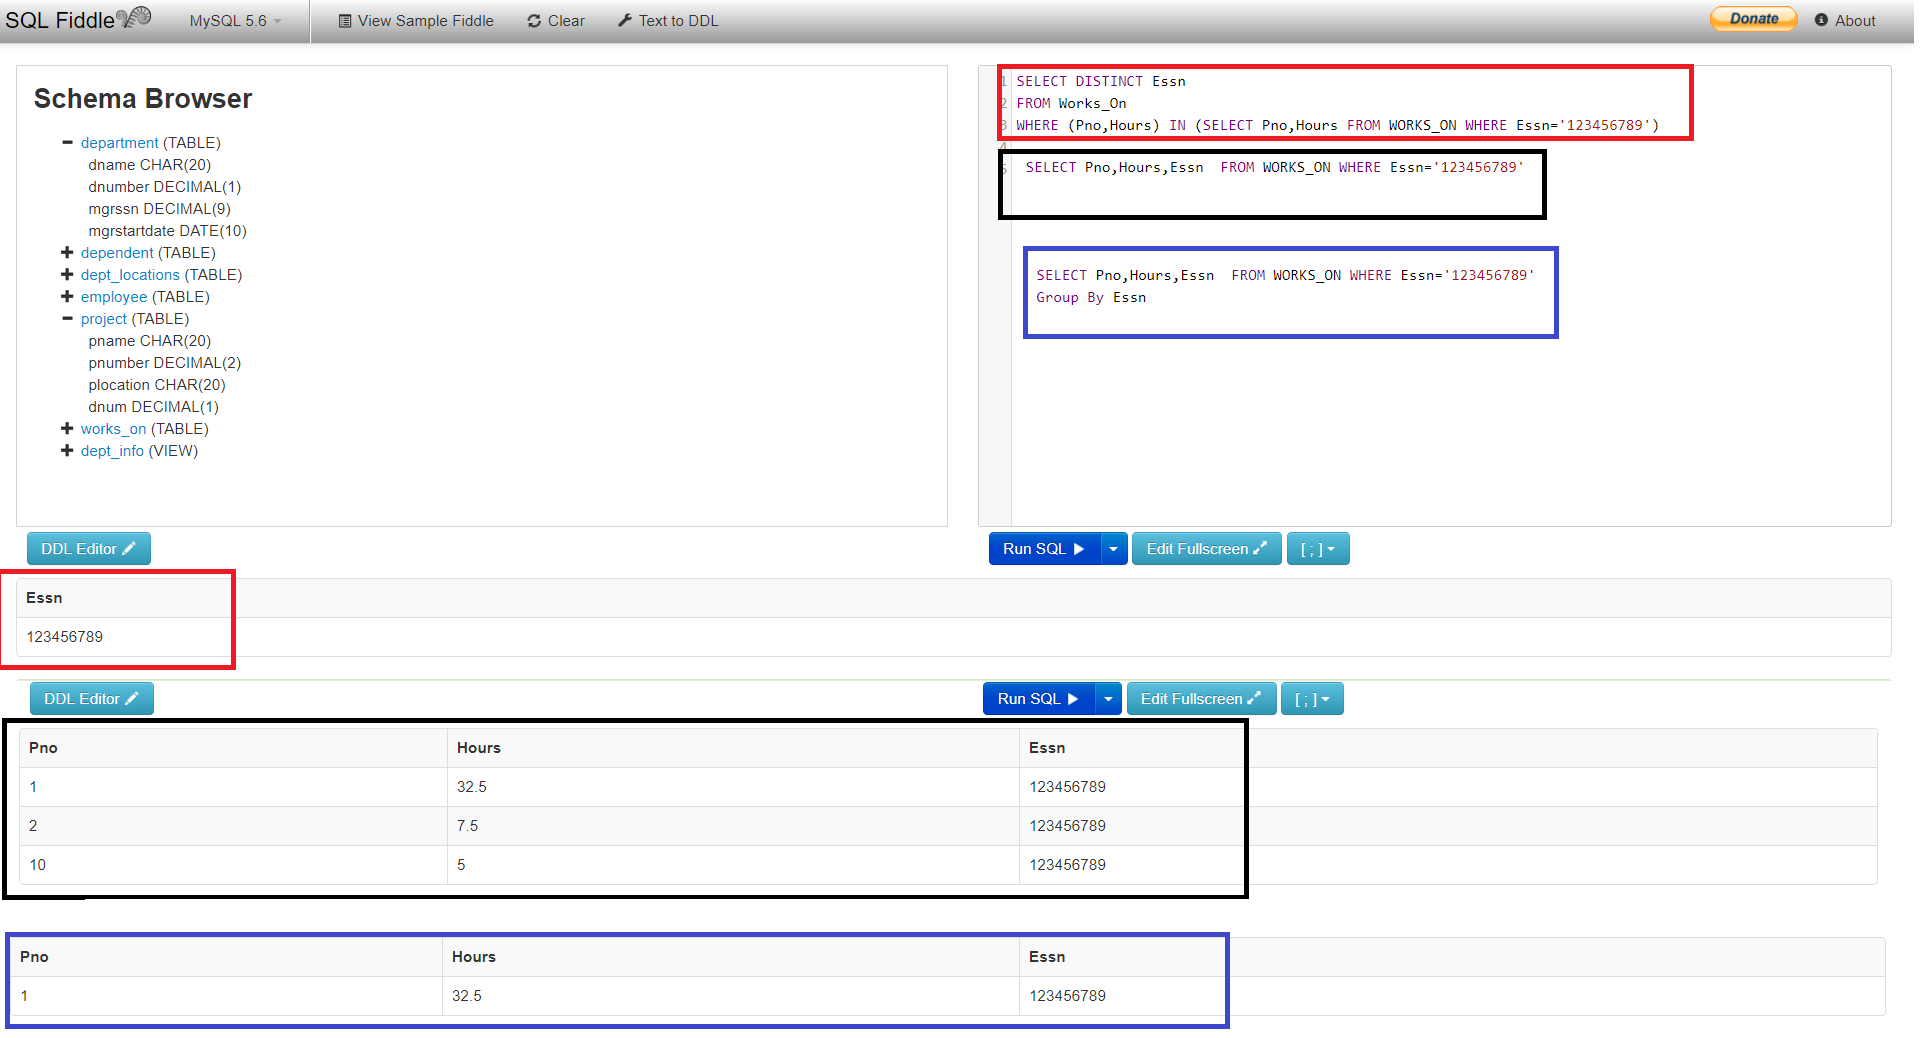 SQL Fiddle MySQL 5.6 View Sample Fiddle Clear Text to DDL Donate About
Schema Browser
department (TABLE)
dname CHAR(20)
dnumber DECIMAL(1)
mgrssn DECIMAL(9)
mgrstartdate DATE(10)
dependent (TABLE)
dept_locations (TABLE)
employee (TABLE)
project (TABLE)
pname CHAR(20)
pnumber DECIMAL(2)
plocation CHAR(20)
dnum DECIMAL(1)
works_on (TABLE)
dept_info (VIEW)
1 SELECT DISTINCT Essn
2 FROM Works_On
3 WHERE (Pno,Hours) IN (SELECT Pno,Hours FROM WORKS_ON WHERE Essn='123456789')
4
5 SELECT Pno,Hours,Essn  FROM WORKS_ON WHERE Essn='123456789'
SELECT Pno,Hours,Essn  FROM WORKS_ON WHERE Essn='123456789'
Group By Essn
DDL Editor Run SQL Edit Fullscreen [ ; ]
Essn
123456789
DDL Editor Run SQL Edit Fullscreen [ ; ]
Pno Hours Essn
1 32.5 123456789
2 7.5 123456789
10 5 123456789
Pno Hours Essn
1 32.5 123456789